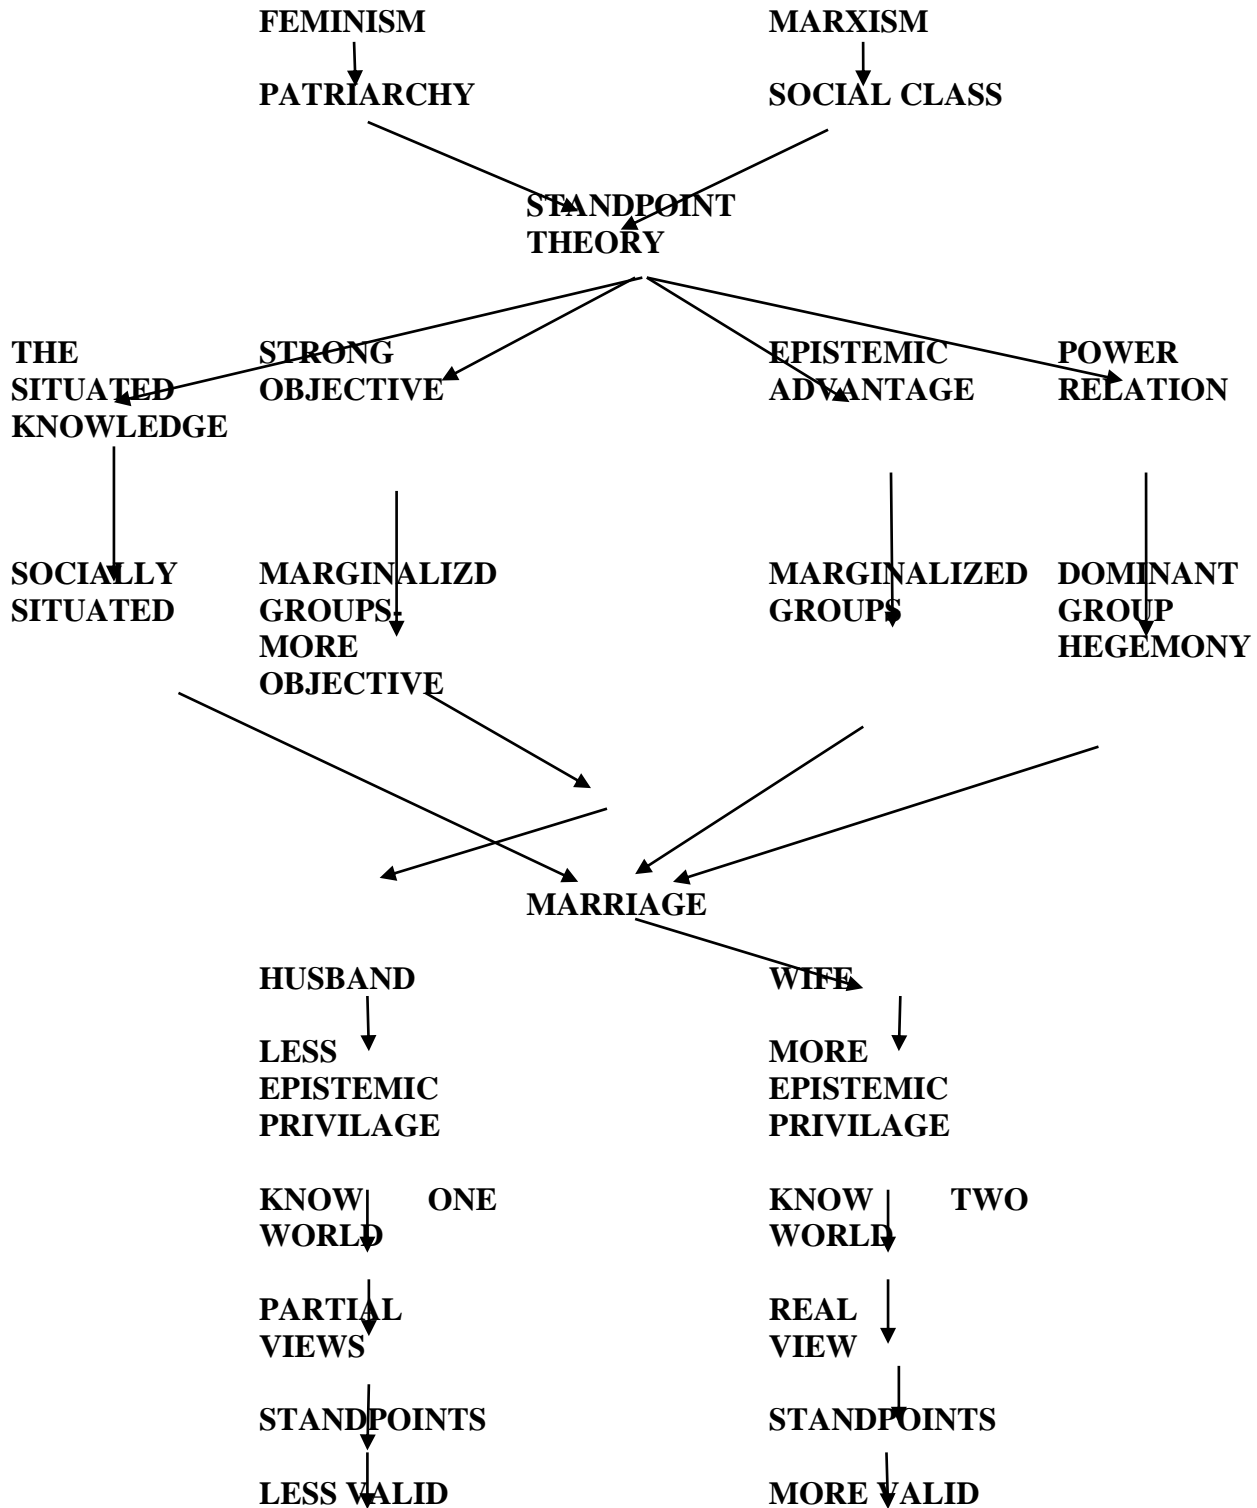 FEMINISM
MARXISM
PATRIARCHY
SOCIAL CLASS
STANDPOINT
THEORY
THE
SITUATED
KNOWLEDGE
STRONG
OBJECTIVE
EPISTEMIC
ADVANTAGE
POWER
RELATION
SOCIALLY
SITUATED
MARGINALIZD
GROUPS-
MORE
OBJECTIVE
MARGINALIZED
GROUPS
DOMINANT
GROUP
HEGEMONY
MARRIAGE
HUSBAND
WIFE
LESS
EPISTEMIC
PRIVILAGE
MORE
EPISTEMIC
PRIVILAGE
KNOW ONE
WORLD
KNOW TWO
WORLD
PARTIAL
VIEWS
REAL
VIEW
STANDPOINTS
STANDPOINTS
LESS VALID
MORE VALID